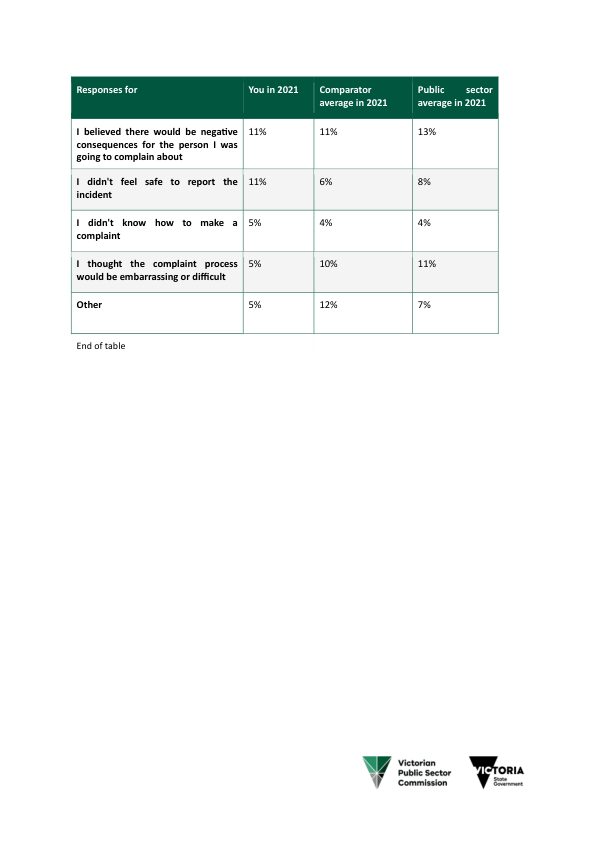 Responses for You in 2021 Comparator average in 2021 Public sector average in 2021
I believed there would be negative consequences for the person I was going to complain about 11% 11% 13%
I didn't feel safe to report the incident 11% 6% 8%
I didn't know how to make a complaint 5% 4% 4%
I thought the complaint process would be embarrassing or difficult 5% 10% 11%
Other 5% 12% 7%
End of table
Victorian
Public Sector
Commission
VICTORIA
State
Government